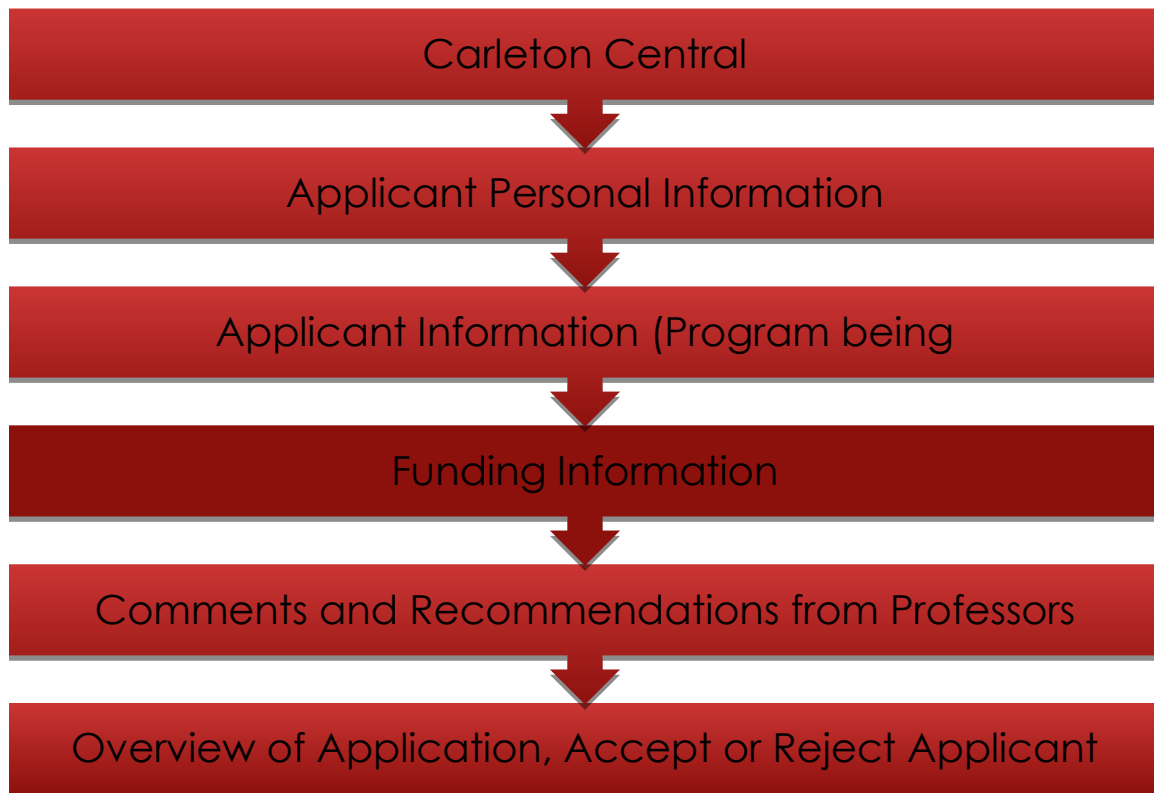 Carleton Central
Applicant Personal Information
Applicant Information (Program being
Funding Information
Comments and Recommendations from Professors
Overview of Application, Accept or Reject Applicant